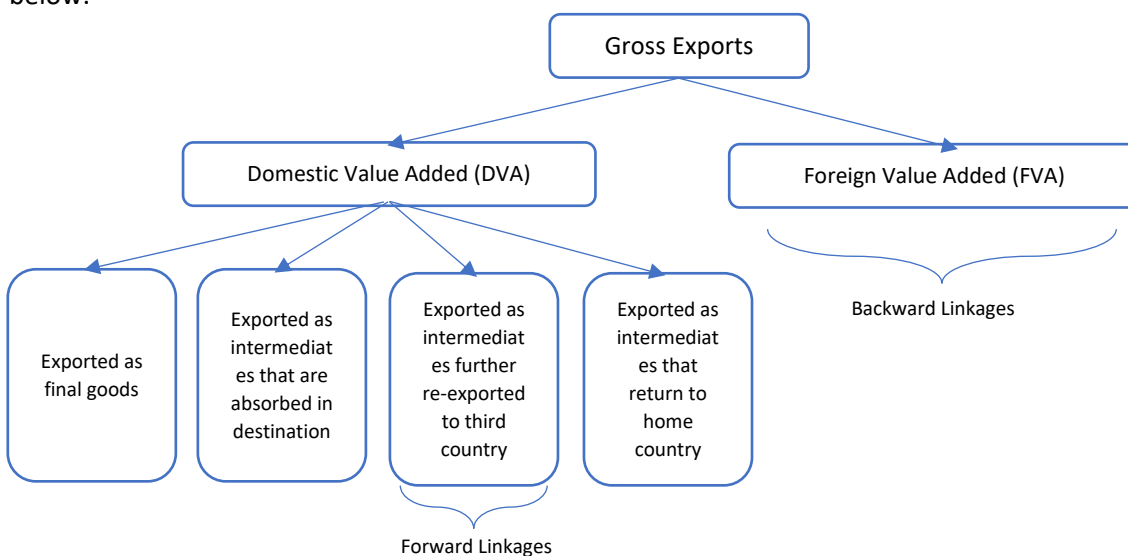 below.
Gross Exports
Domestic Value Added (DVA)
Foreign Value Added (FVA)
Exported as
final goods
Exported as
intermediat
es that are
absorbed in
destination
Exported as
intermediat
es further
re-exported
to third
country
Exported as
intermediat
es that
return to
home
country
Backward Linkages
Forward Linkages